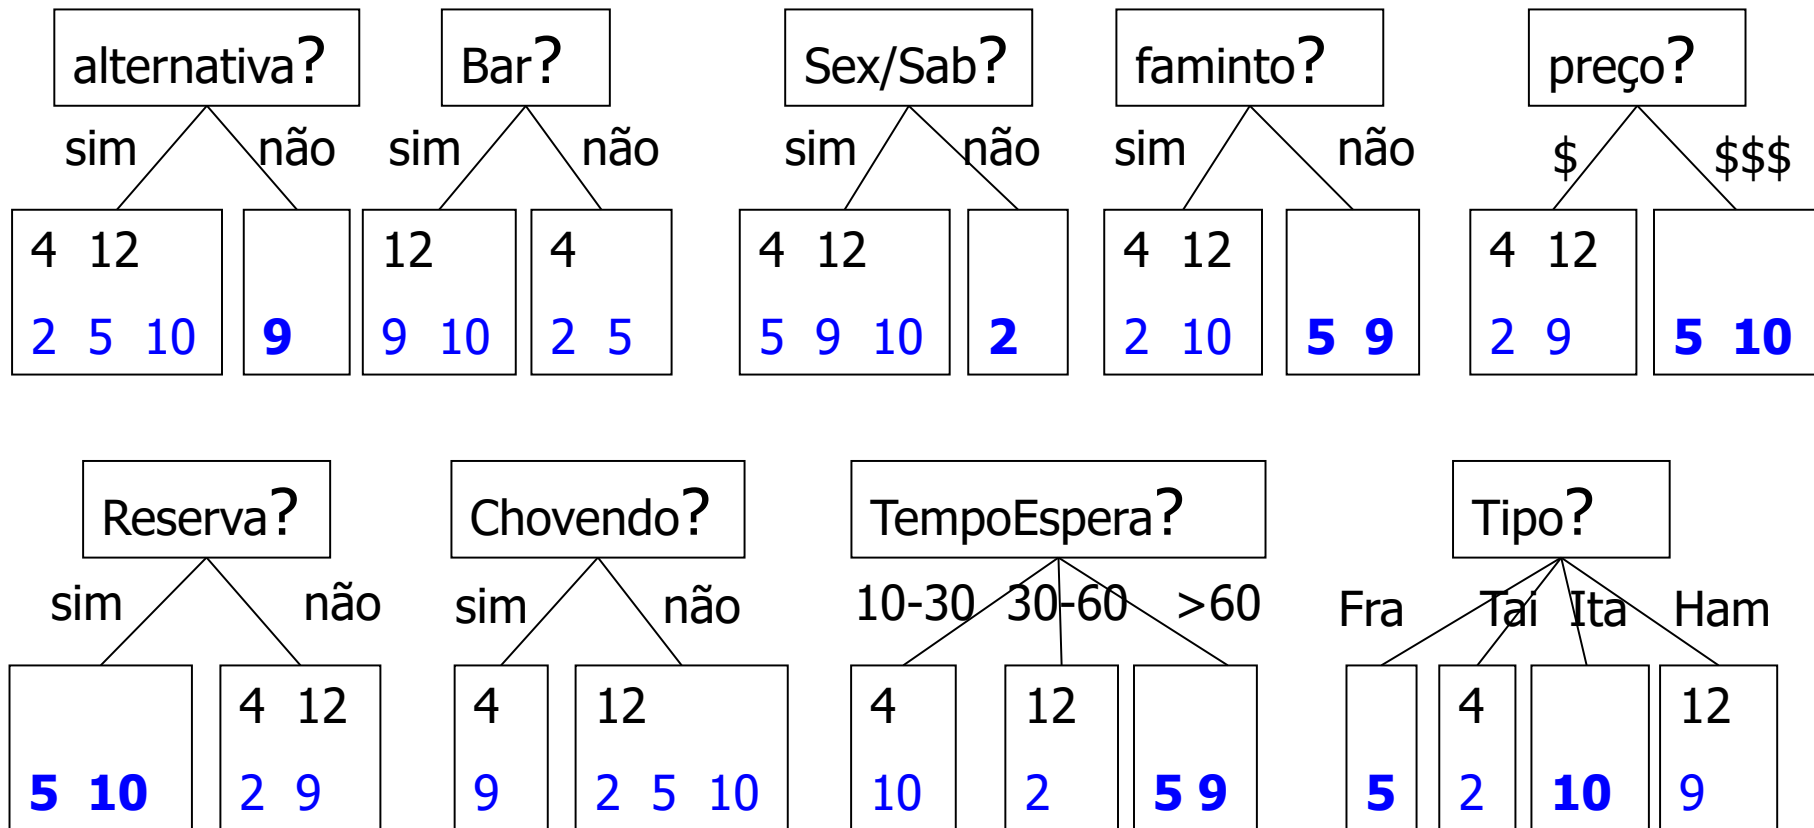 alternativa? Bar? Sex/Sab? faminto? preço?
sim não sim não sim não sim não $ $$$
4 12 12 4 4 12 4 12 4 12
2 5 10 9 9 10 2 5 5 9 10 2 2 10 5 9 2 9 5 10
Reserva? Chovendo? TempoEspera? Tipo?
sim não sim não 10-30 30-60 >60 Fra Tai Ita Ham
4 12 4 12 4 12 4 12
5 10 2 9 9 2 5 10 10 2 5 9 5 2 10 9